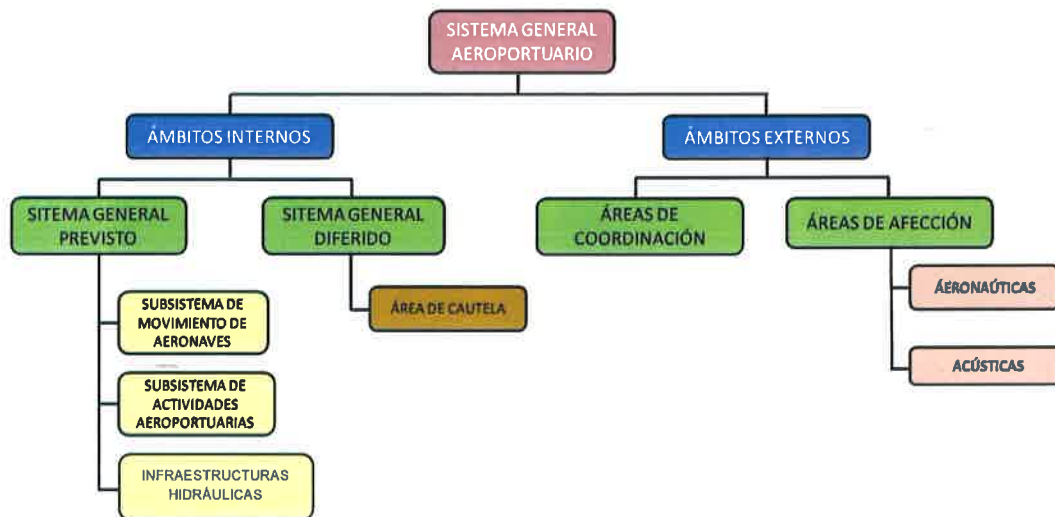 SISTEMA GENERAL
AEROPORTUARIO
ÁMBITOS INTERNOS
ÁMBITOS EXTERNOS
SITEMA GENERAL
PREVISTO
SITEMA GENERAL
DIFERIDO
ÁREAS DE
COORDINACIÓN
ÁREAS DE AFECCIÓN
SUBSISTEMA DE
MOVIMIENTO DE
AERONAVES
SUBSISTEMA DE
ACTIVIDADES
AEROPORTUARIAS
INFRAESTRUCTURAS
HIDRÁULICAS
ÁREA DE CAUTELA
ÁERONAÚTICAS
ACÚSTICAS